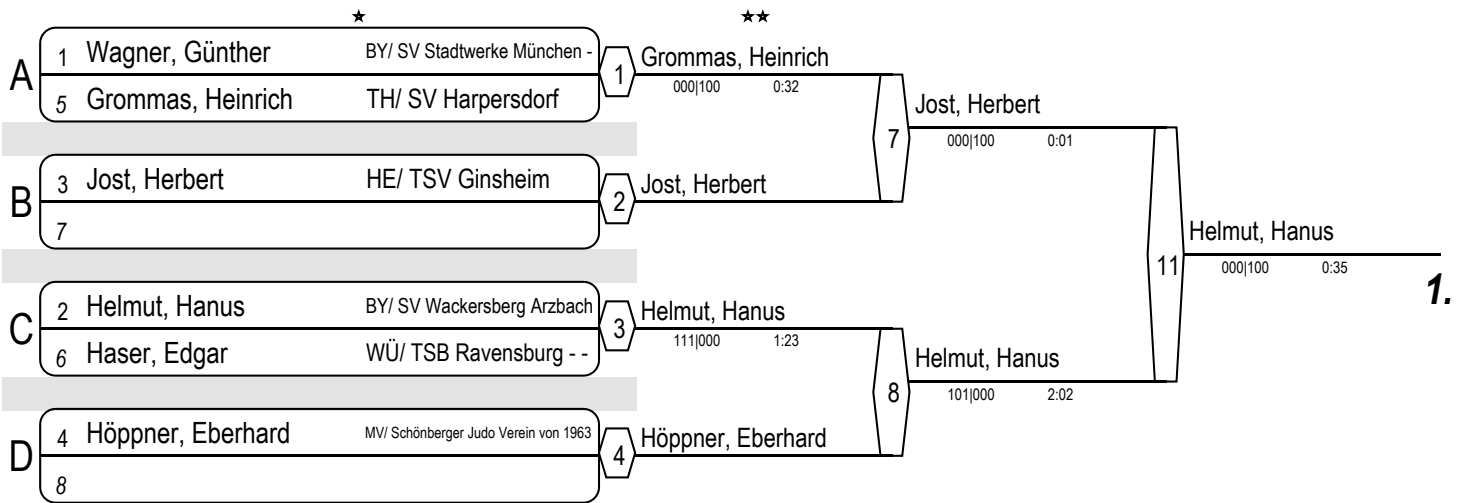 ★ ★★
A
1 Wagner, Günther BY/ SV Stadtwerke München -
5 Grommas, Heinrich TH/ SV Harpersdorf
1
Grommas, Heinrich
000|100 0:32
B
3 Jost, Herbert HE/ TSV Ginsheim
7
2
Jost, Herbert
7
Jost, Herbert
000|100 0:01
C
2 Helmut, Hanus BY/ SV Wackersberg Arzbach
6 Haser, Edgar WÜ/ TSB Ravensburg - -
3
Helmut, Hanus
111|000 1:23
D
4 Höppner, Eberhard MV/ Schönberger Judo Verein von 1963
8
4
Höppner, Eberhard
8
Helmut, Hanus
101|000 2:02
11
Helmut, Hanus
000|100 0:35
1.